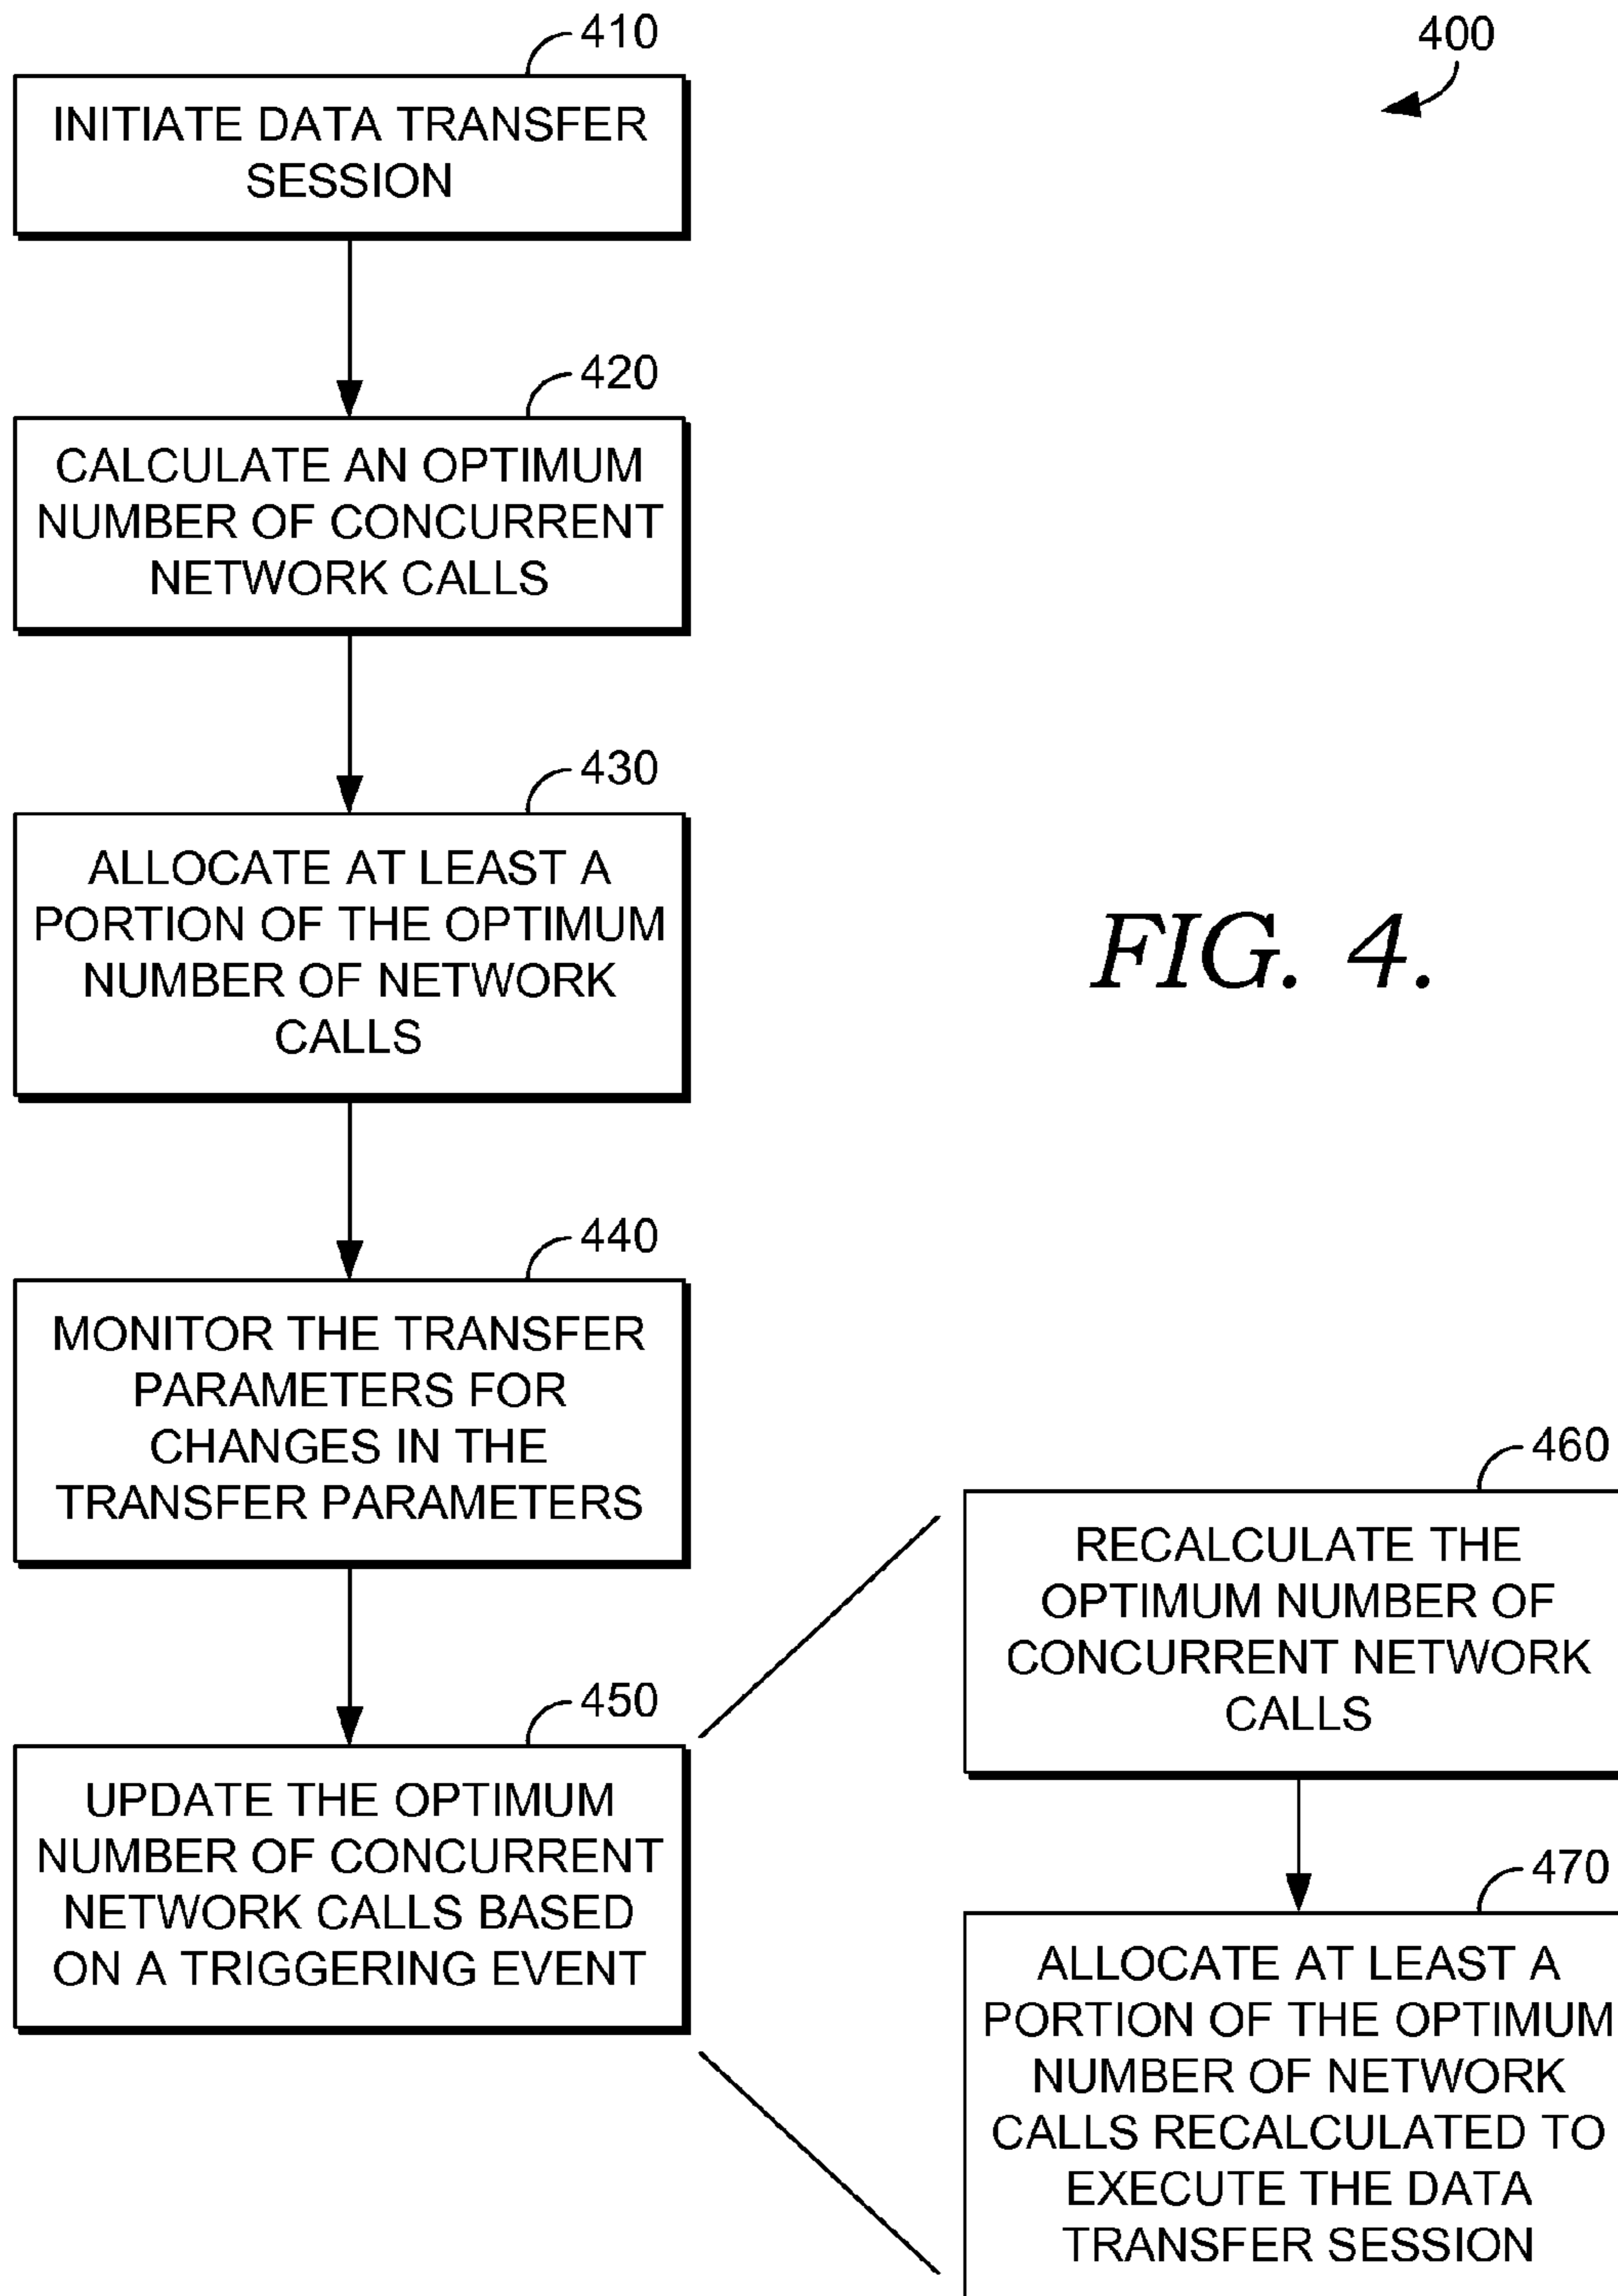 400
410
INITIATE DATA TRANSFER
SESSION
420
CALCULATE AN OPTIMUM
NUMBER OF CONCURRENT
NETWORK CALLS
430
ALLOCATE AT LEAST A
PORTION OF THE OPTIMUM
NUMBER OF NETWORK
CALLS
FIG. 4.
440
MONITOR THE TRANSFER
PARAMETERS FOR
CHANGES IN THE
TRANSFER PARAMETERS
450
UPDATE THE OPTIMUM
NUMBER OF CONCURRENT
NETWORK CALLS BASED
ON A TRIGGERING EVENT
460
RECALCULATE THE
OPTIMUM NUMBER OF
CONCURRENT NETWORK
CALLS
470
ALLOCATE AT LEAST A
PORTION OF THE OPTIMUM
NUMBER OF NETWORK
CALLS RECALCULATED TO
EXECUTE THE DATA
TRANSFER SESSION